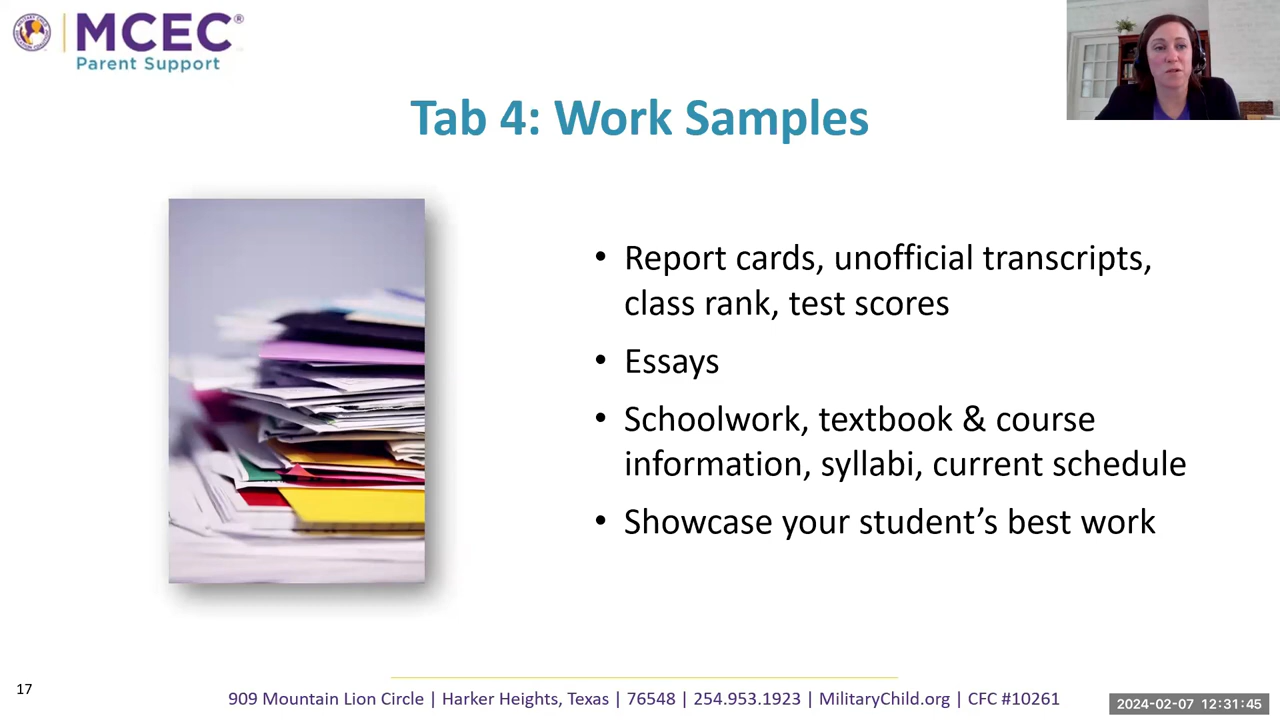 MCEC®
Parent Support
Tab 4: Work Samples
• Report cards, unofficial transcripts,
class rank, test scores
• Essays
• Schoolwork, textbook & course
information, syllabi, current schedule
• Showcase your student’s best work
17
909 Mountain Lion Circle | Harker Heights, Texas | 76548 | 254.953.1923 | MilitaryChild.org | CFC #10261
2024-02-07 12:31:45